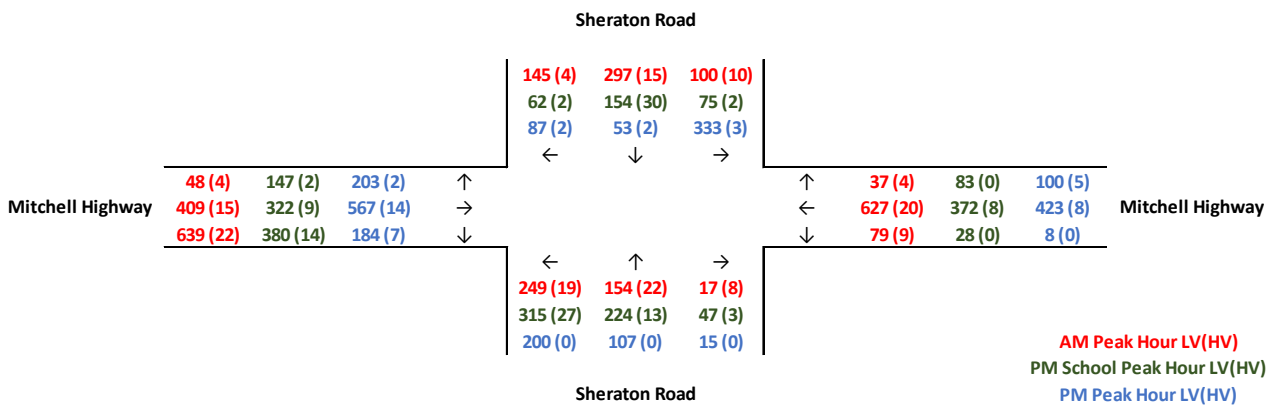 Sheraton Road
145 (4) 297 (15) 100 (10)
62 (2) 154 (30) 75 (2)
87 (2) 53 (2) 333 (3)
← ↓ →
48 (4) 147 (2) 203 (2) ↑ ↑ 37 (4) 83 (0) 100 (5)
Mitchell Highway 409 (15) 322 (9) 567 (14) → ← 627 (20) 372 (8) 423 (8) Mitchell Highway
639 (22) 380 (14) 184 (7) ↓ ↓ 79 (9) 28 (0) 8 (0)
← ↑ →
249 (19) 154 (22) 17 (8)
315 (27) 224 (13) 47 (3)
200 (0) 107 (0) 15 (0)
AM Peak Hour LV(HV)
PM School Peak Hour LV(HV)
Sheraton Road PM Peak Hour LV(HV)